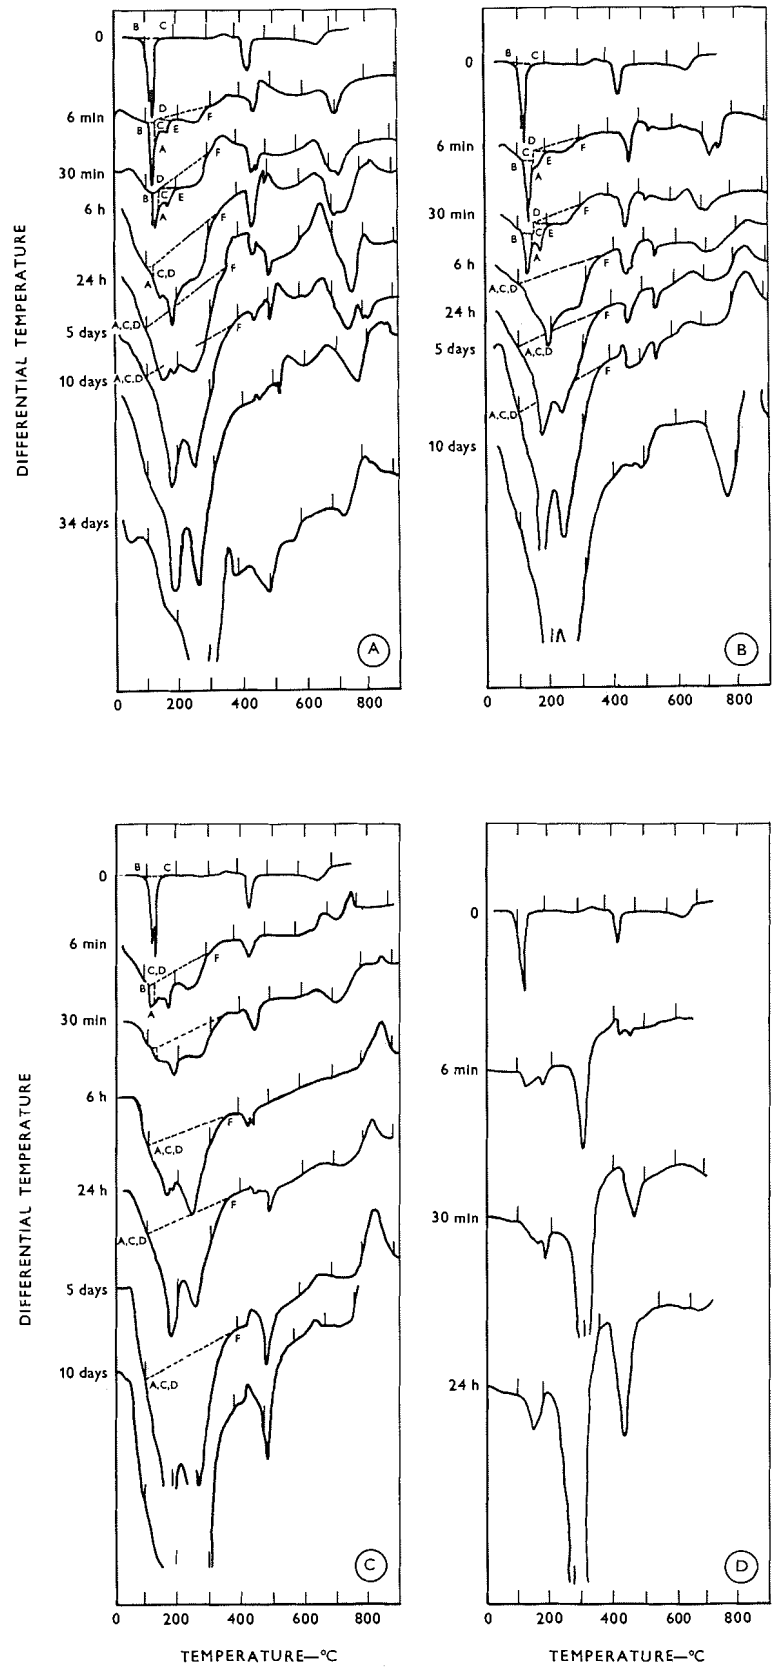 DIFFERENTIAL TEMPERATURE
0
B C
6 min
D
B C E F
A
30 min
D
B C E F
A
6 h
C,D F
A
24 h
A,C,D F
5 days
A,C,D F
10 days
34 days
A
0 200 400 600 800
0
B C
6 min
D
C
B E F
A
30 min
D
B C E F
A
6 h
A,C,D F
24 h
A,C,D F
5 days
A,C,D F
10 days
B
0 200 400 600 800
DIFFERENTIAL TEMPERATURE
0
B C
6 min
C,D F
B
A
30 min
6 h
A,C,D F
24 h
A,C,D F
5 days
A,C,D F
10 days
C
0 200 400 600 800
TEMPERATURE—°C
0
6 min
30 min
24 h
D
0 200 400 600 800
TEMPERATURE—°C